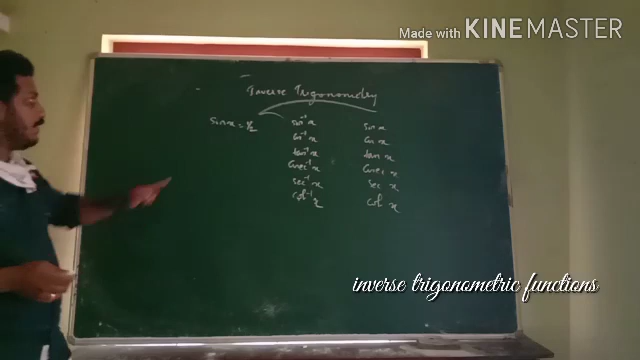 Made with KINEMASTER
Inverse Trigonometry
sin x = 1/2
sin⁻¹ x sin x
cos⁻¹ x cos x
tan⁻¹ x tan x
cosec⁻¹ x cosec x
sec⁻¹ x sec x
cot⁻¹ x cot x
inverse trigonometric functions